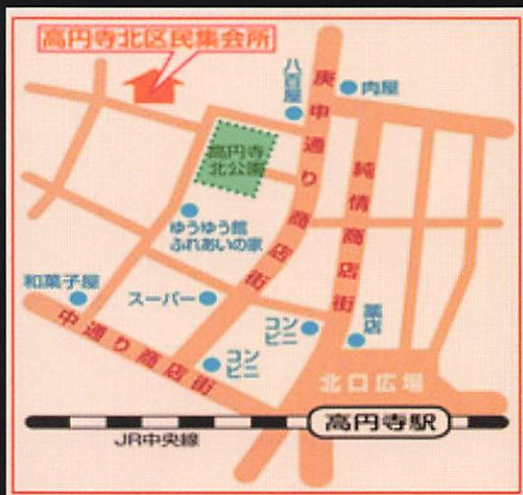 高円寺北区民集会所
八百屋
肉屋
庚申通り商店街
純情商店街
高円寺
北公園
ゆうゆう館
ふれあいの家
和菓子屋
スーパー
中通り商店街
コン
ビニ
コン
ビニ
薬店
北口広場
高円寺駅
JR中央線